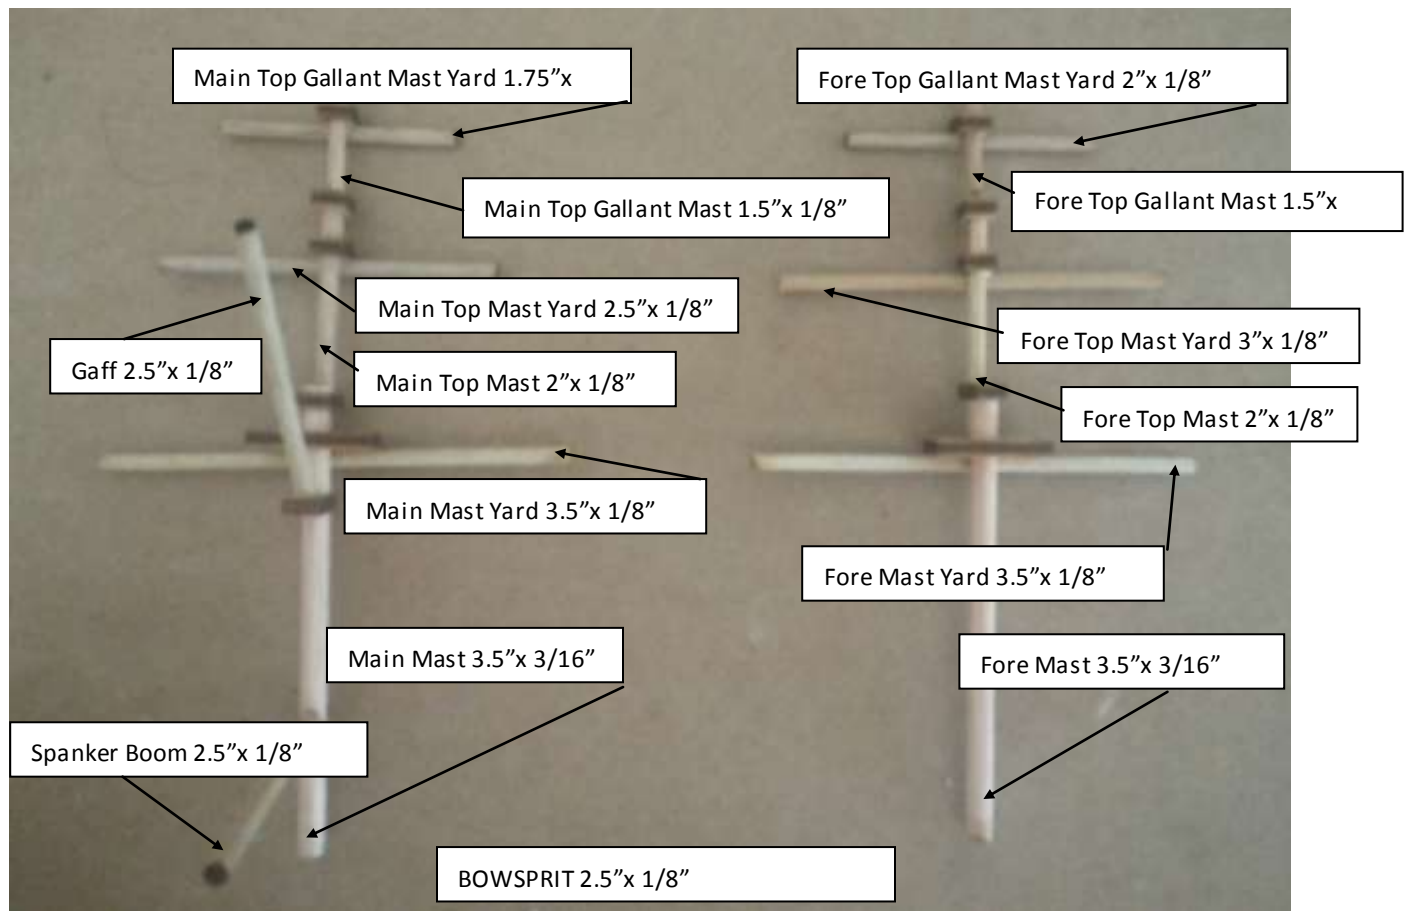 Main Top Gallant Mast Yard 1.75”x
Fore Top Gallant Mast Yard 2”x 1/8”
Main Top Gallant Mast 1.5”x 1/8”
Fore Top Gallant Mast 1.5”x
Main Top Mast Yard 2.5”x 1/8”
Fore Top Mast Yard 3”x 1/8”
Gaff 2.5”x 1/8”
Main Top Mast 2”x 1/8”
Fore Top Mast 2”x 1/8”
Main Mast Yard 3.5”x 1/8”
Fore Mast Yard 3.5”x 1/8”
Main Mast 3.5”x 3/16”
Fore Mast 3.5”x 3/16”
Spanker Boom 2.5”x 1/8”
BOWSPRIT 2.5”x 1/8”